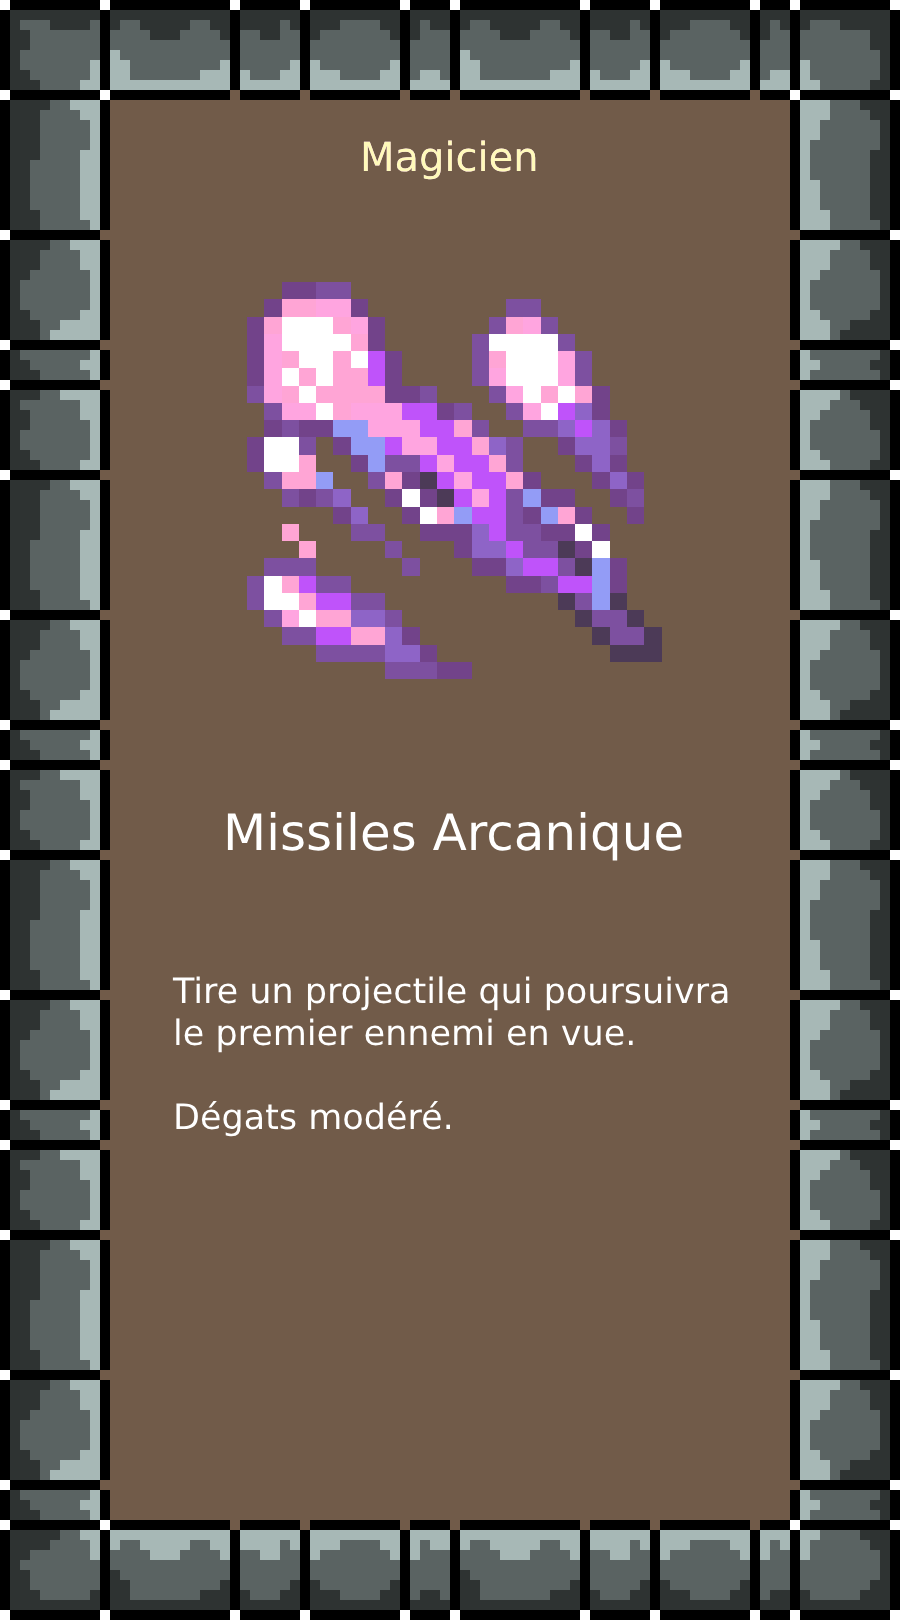 Magicien
Missiles Arcanique
Tire un projectile qui poursuivra
le premier ennemi en vue.
Dégats modéré.